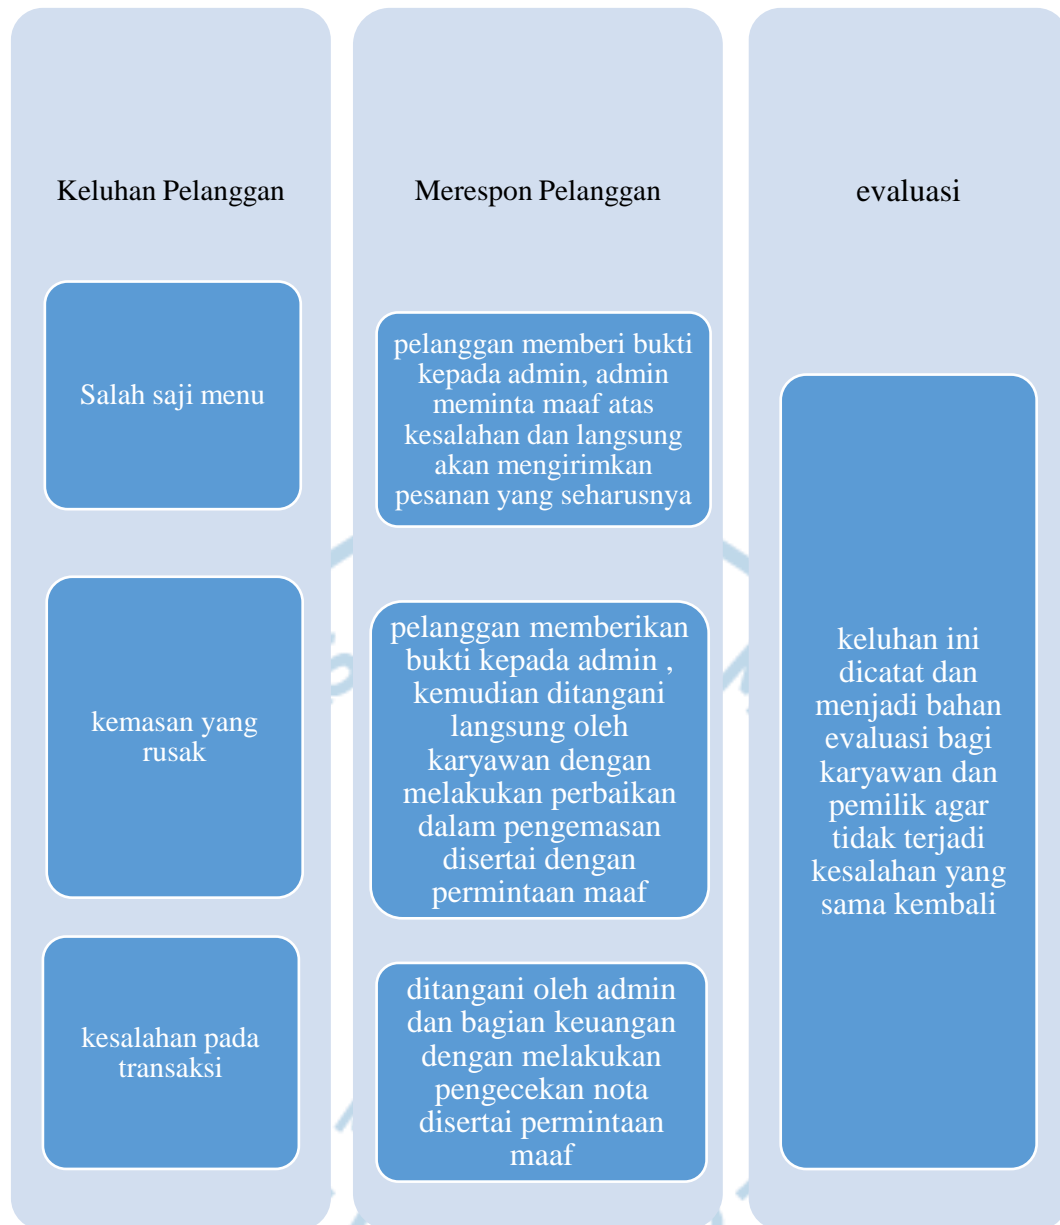 Keluhan Pelanggan
Salah saji menu
kemasan yang
rusak
kesalahan pada
transaksi
Merespon Pelanggan
pelanggan memberi bukti
kepada admin, admin
meminta maaf atas
kesalahan dan langsung
akan mengirimkan
pesanan yang seharusnya
pelanggan memberikan
bukti kepada admin ,
kemudian ditangani
langsung oleh
karyawan dengan
melakukan perbaikan
dalam pengemasan
disertai dengan
permintaan maaf
ditangani oleh admin
dan bagian keuangan
dengan melakukan
pengecekan nota
disertai permintaan
maaf
evaluasi
keluhan ini
dicatat dan
menjadi bahan
evaluasi bagi
karyawan dan
pemilik agar
tidak terjadi
kesalahan yang
sama kembali